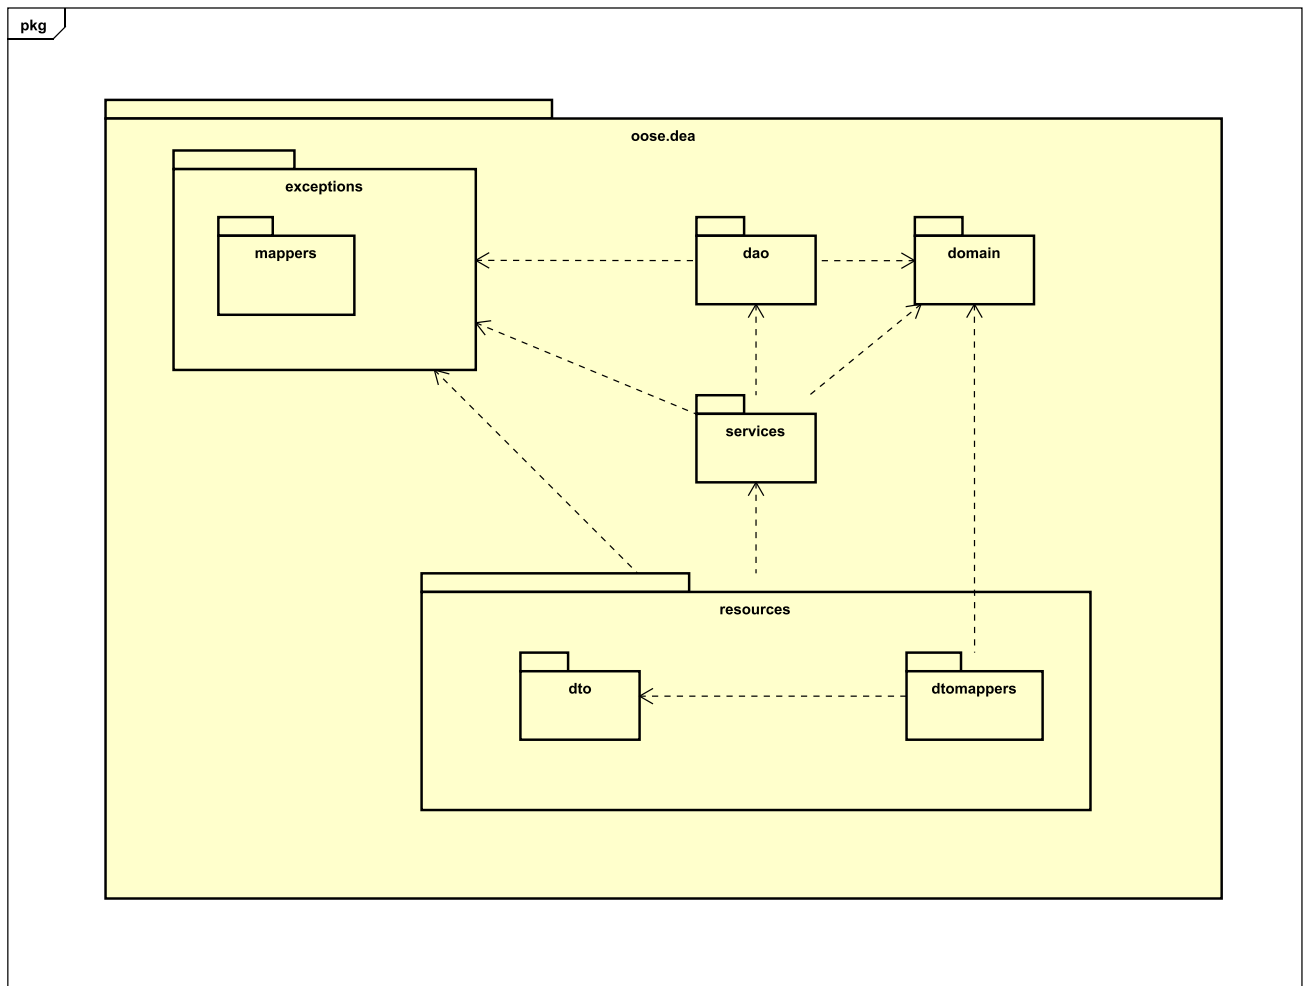 pkg
oose.dea
exceptions
mappers
dao
domain
services
resources
dto
dtomappers